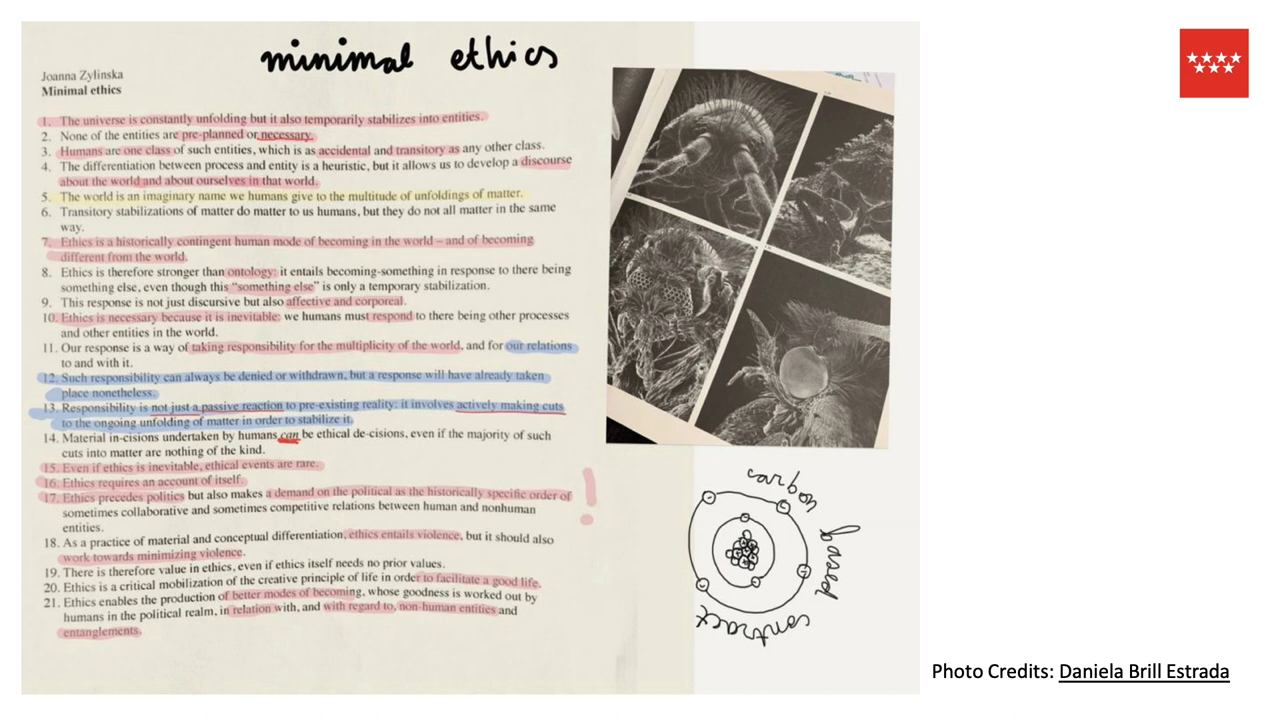 minimal ethics
Joanna Zylinska
Minimal ethics
1. The universe is constantly unfolding but it also temporarily stabilizes into entities.
2. None of the entities are pre-planned or necessary.
3. Humans are one class of such entities, which is as accidental and transitory as any other class.
4. The differentiation between process and entity is a heuristic, but it allows us to develop a discourse
about the world and about ourselves in that world.
5. The world is an imaginary name we humans give to the multitude of unfoldings of matter.
6. Transitory stabilizations of matter do matter to us humans, but they do not all matter in the same
way.
7. Ethics is a historically contingent human mode of becoming in the world – and of becoming
different from the world.
8. Ethics is therefore stronger than ontology: it entails becoming-something in response to there being
something else, even though this “something else” is only a temporary stabilization.
9. This response is not just discursive but also affective and corporeal.
10. Ethics is necessary because it is inevitable: we humans must respond to there being other processes
and other entities in the world.
11. Our response is a way of taking responsibility for the multiplicity of the world, and for our relations
to and with it.
12. Such responsibility can always be denied or withdrawn, but a response will have already taken
place nonetheless.
13. Responsibility is not just a passive reaction to pre-existing reality: it involves actively making cuts
to the ongoing unfolding of matter in order to stabilize it.
14. Material in-cisions undertaken by humans can be ethical de-cisions, even if the majority of such
cuts into matter are nothing of the kind.
15. Even if ethics is inevitable, ethical events are rare.
16. Ethics requires an account of itself.
17. Ethics precedes politics but also makes a demand on the political as the historically specific order of
sometimes collaborative and sometimes competitive relations between human and nonhuman
entities.
18. As a practice of material and conceptual differentiation, ethics entails violence, but it should also
work towards minimizing violence.
19. There is therefore value in ethics, even if ethics itself needs no prior values.
20. Ethics is a critical mobilization of the creative principle of life in order to facilitate a good life.
21. Ethics enables the production of better modes of becoming, whose goodness is worked out by
humans in the political realm, in relation with, and with regard to, non-human entities and
entanglements.
!
carbon
based
contract
Photo Credits: Daniela Brill Estrada